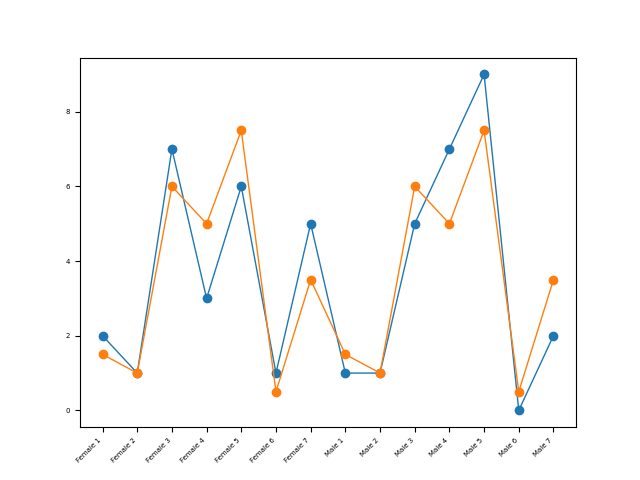 8
6
4
2
0
Female 1
Female 2
Female 3
Female 4
Female 5
Female 6
Female 7
Male 1
Male 2
Male 3
Male 4
Male 5
Male 6
Male 7